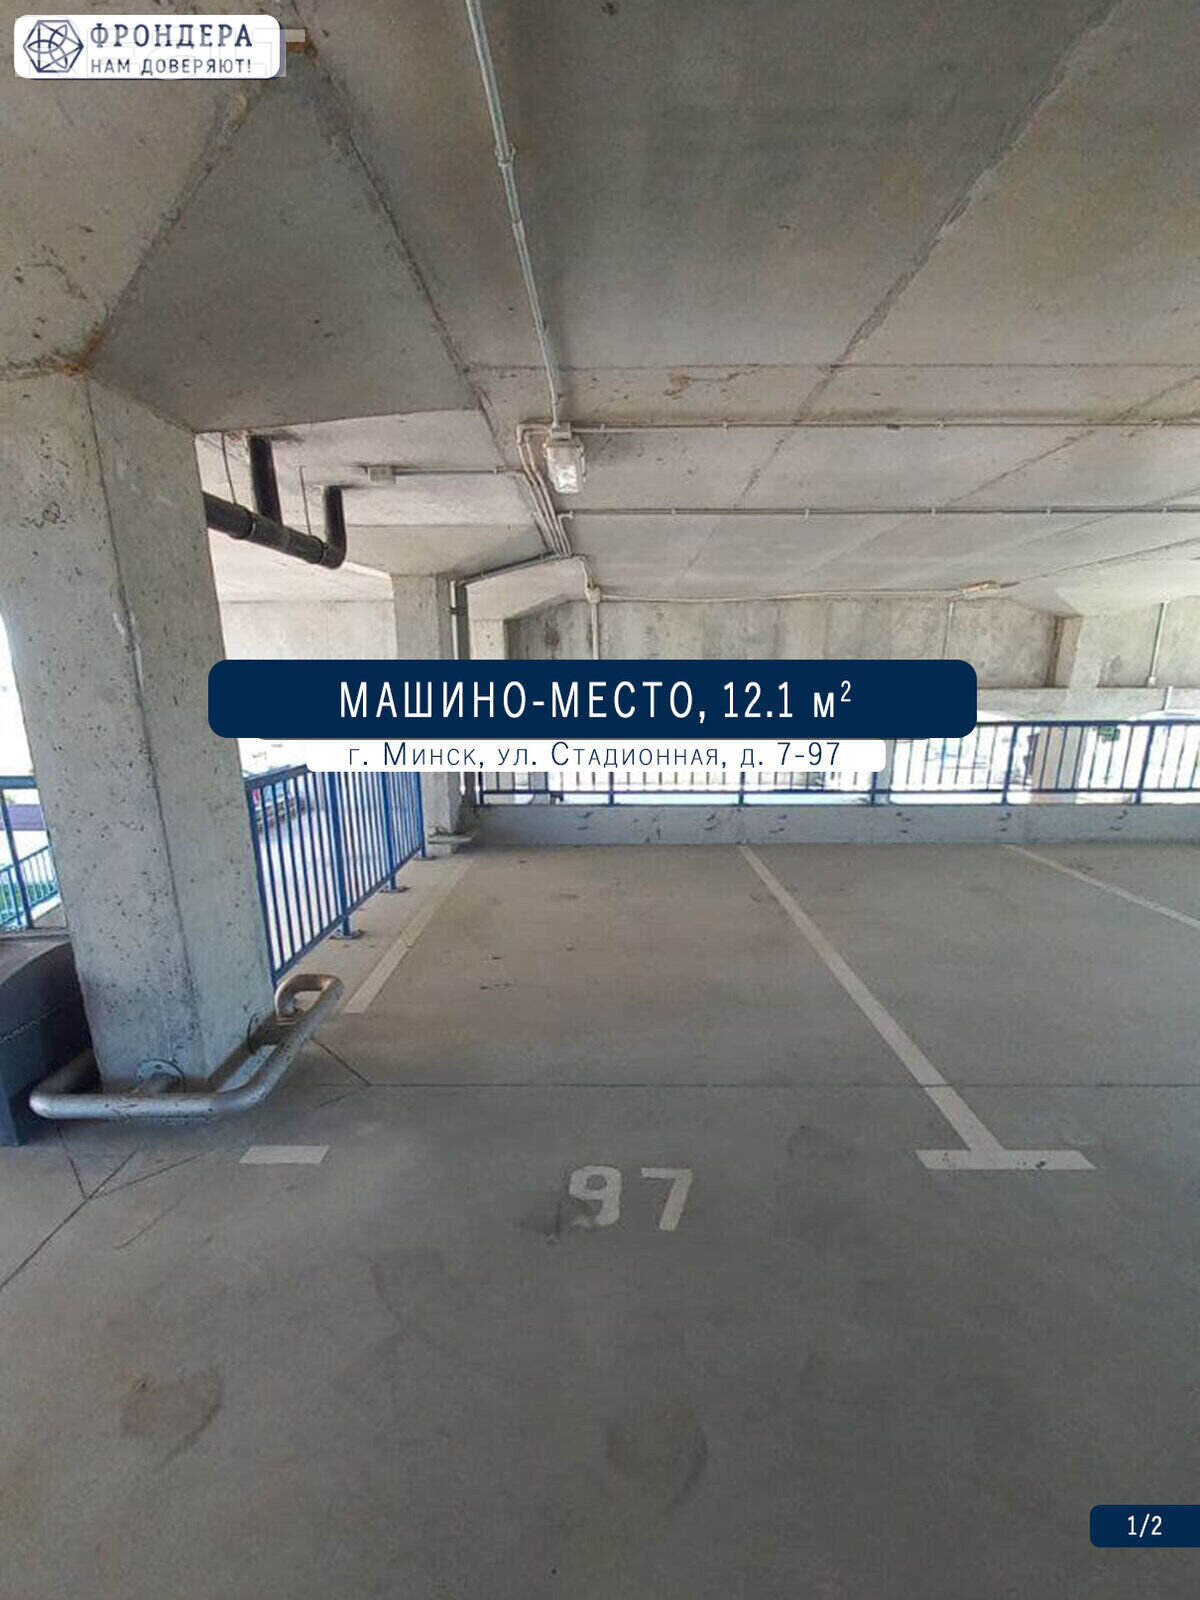 ФРОНДЕРА
НАМ ДОВЕРЯЮТ!
МАШИНО-МЕСТО, 12.1 м²
г. Минск, ул. Стадионная, д. 7-97
97
1/2